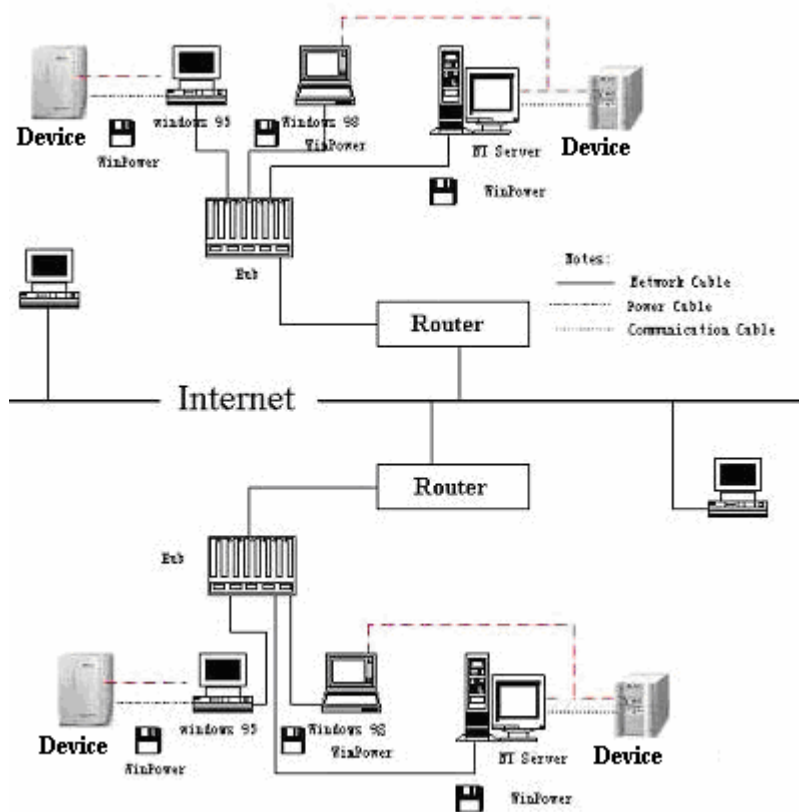 Device
Windows 95
Windows 98
WinPower
WinPower
NT Server
Device
WinPower
Hub
Notes:
Network Cable
Power Cable
Communication Cable
Router
Internet
Router
Hub
Device
Windows 95
Windows 98
WinPower
WinPower
NT Server
Device
WinPower